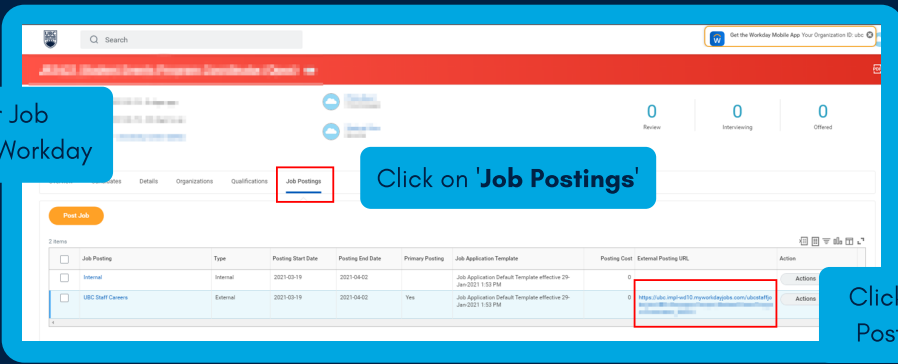 UBC
Search
Get the Workday Mobile App Your Organization ID: ubc
Job
Workday
0
0
0
Review
Interviewing
Offered
Click on 'Job Postings'
Details
Organizations
Qualifications
Job Postings
Post Job
2 items
Job Posting
Type
Posting Start Date
Posting End Date
Primary Posting
Job Application Template
Posting Cost
External Posting URL
Action
Internal
Internal
2021-03-19
2021-04-02
Job Application Default Template effective 29-
Jan-2021 1:53 PM
0
Actions
UBC Staff Careers
External
2021-03-19
2021-04-02
Yes
Job Application Default Template effective 29-
Jan-2021 1:53 PM
0
https://ubc.impl-wd10.myworkdayjobs.com/ubcstaffjo
Actions
Click
Post